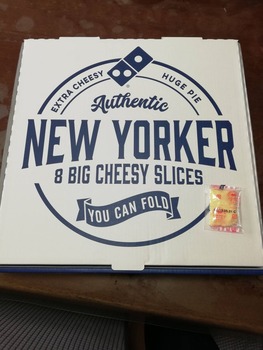 EXTRA CHEESY
HUGE PIE
Authentic
NEW YORKER
8 BIG CHEESY SLICES
YOU CAN FOLD